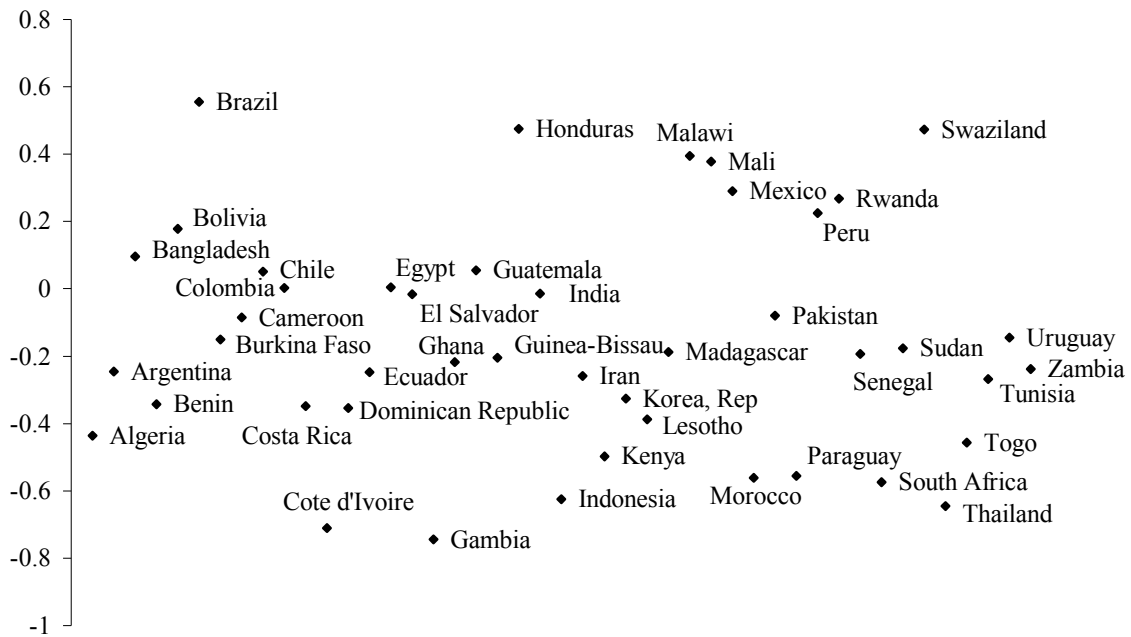 0.8
0.6
Brazil
Honduras
Swaziland
Malawi
0.4
Mali
Mexico
Rwanda
0.2
Bolivia
Peru
Bangladesh
Chile
Egypt
Guatemala
0
Colombia
India
El Salvador
Pakistan
Cameroon
Burkina Faso
Ghana
Guinea-Bissau
Madagascar
Sudan
Uruguay
-0.2
Argentina
Ecuador
Iran
Senegal
Zambia
Tunisia
Benin
Dominican Republic
Korea, Rep
-0.4
Algeria
Costa Rica
Lesotho
Togo
Kenya
Paraguay
South Africa
-0.6
Cote d'Ivoire
Indonesia
Morocco
Thailand
Gambia
-0.8
-1